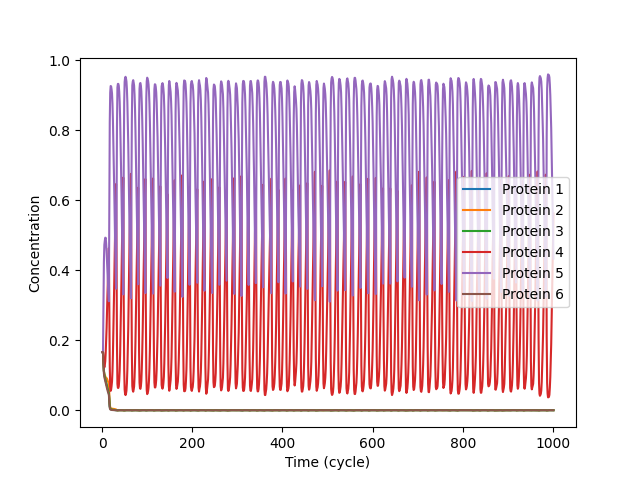 1.0
0.8
0.6
0.4
0.2
0.0
Concentration
Protein 1
Protein 2
Protein 3
Protein 4
Protein 5
Protein 6
0 200 400 600 800 1000
Time (cycle)